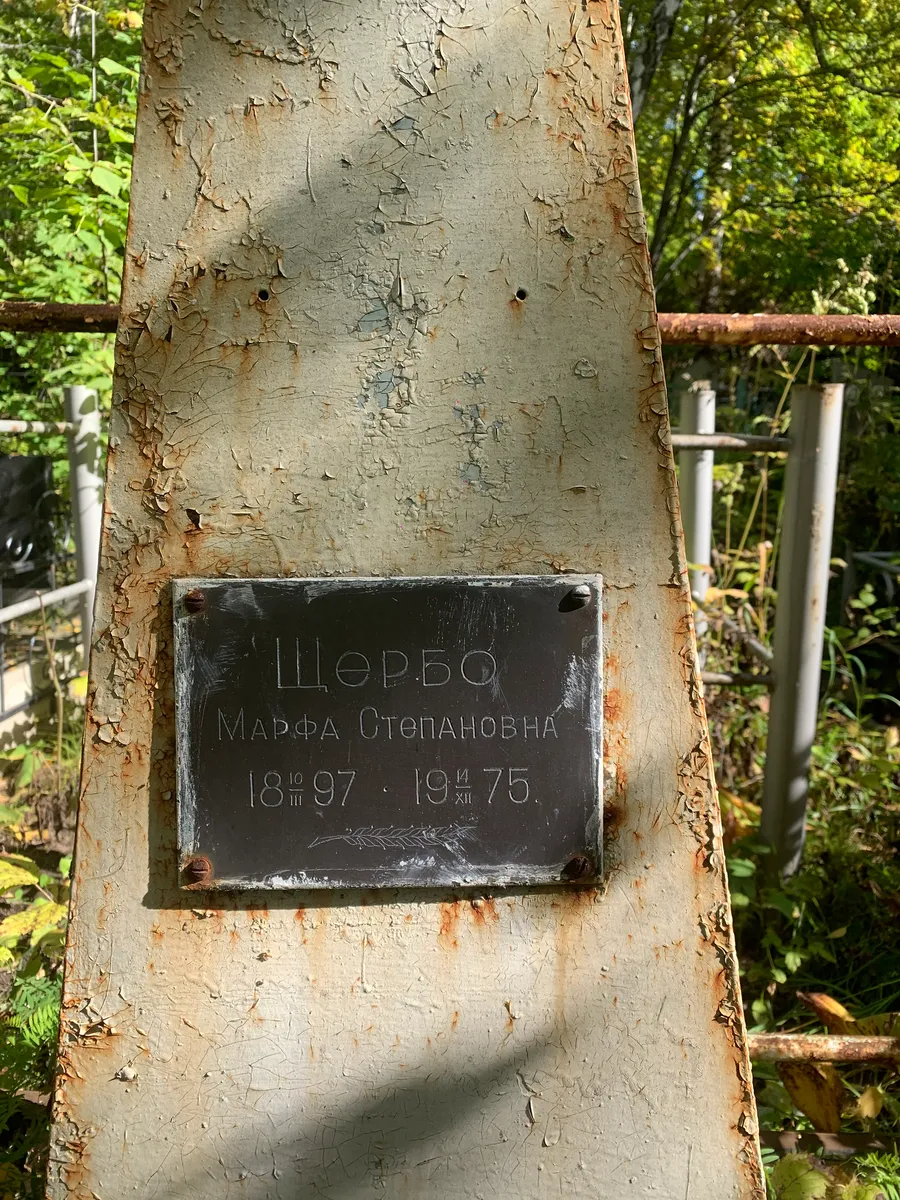 Щербо
Марфа Степановна
18 10/III 97 · 19 14/XII 75.